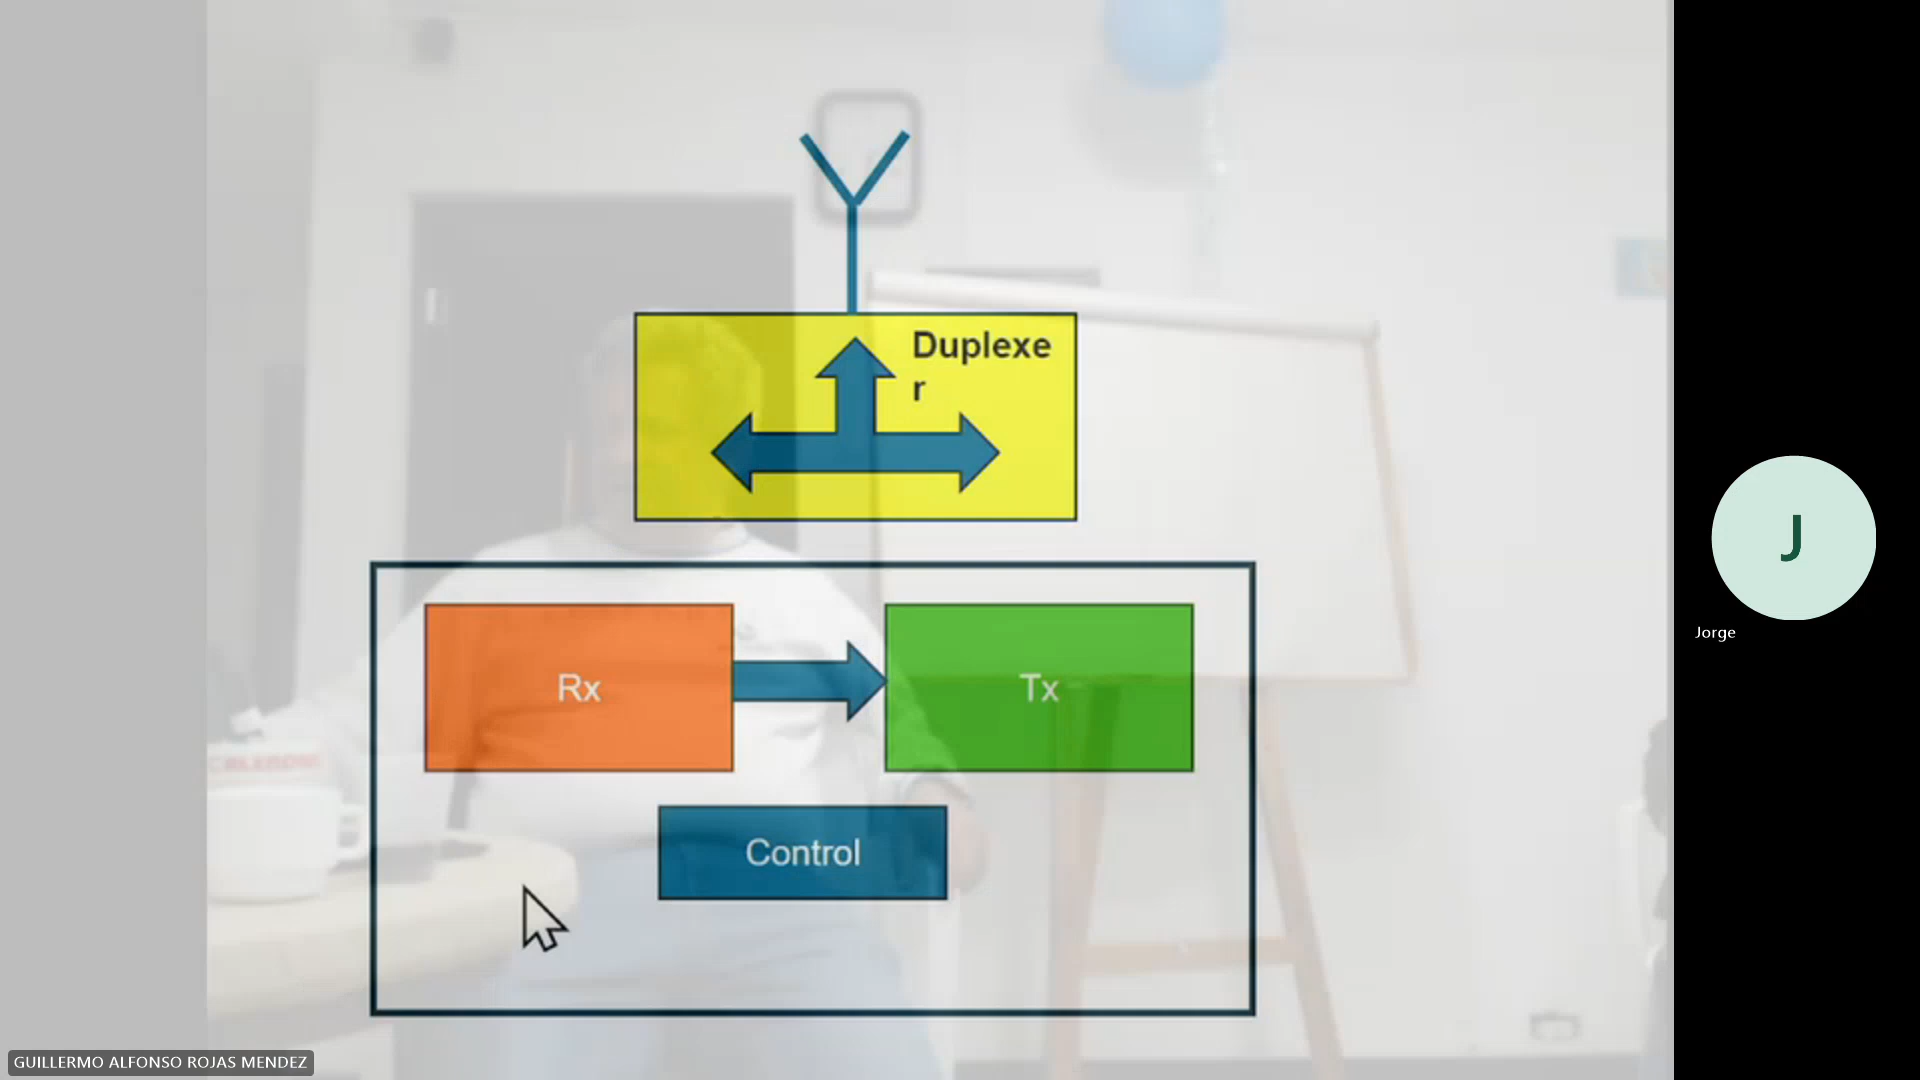 Duplexe
r
Rx
Tx
Control
J
Jorge
GUILLERMO ALFONSO ROJAS MENDEZ